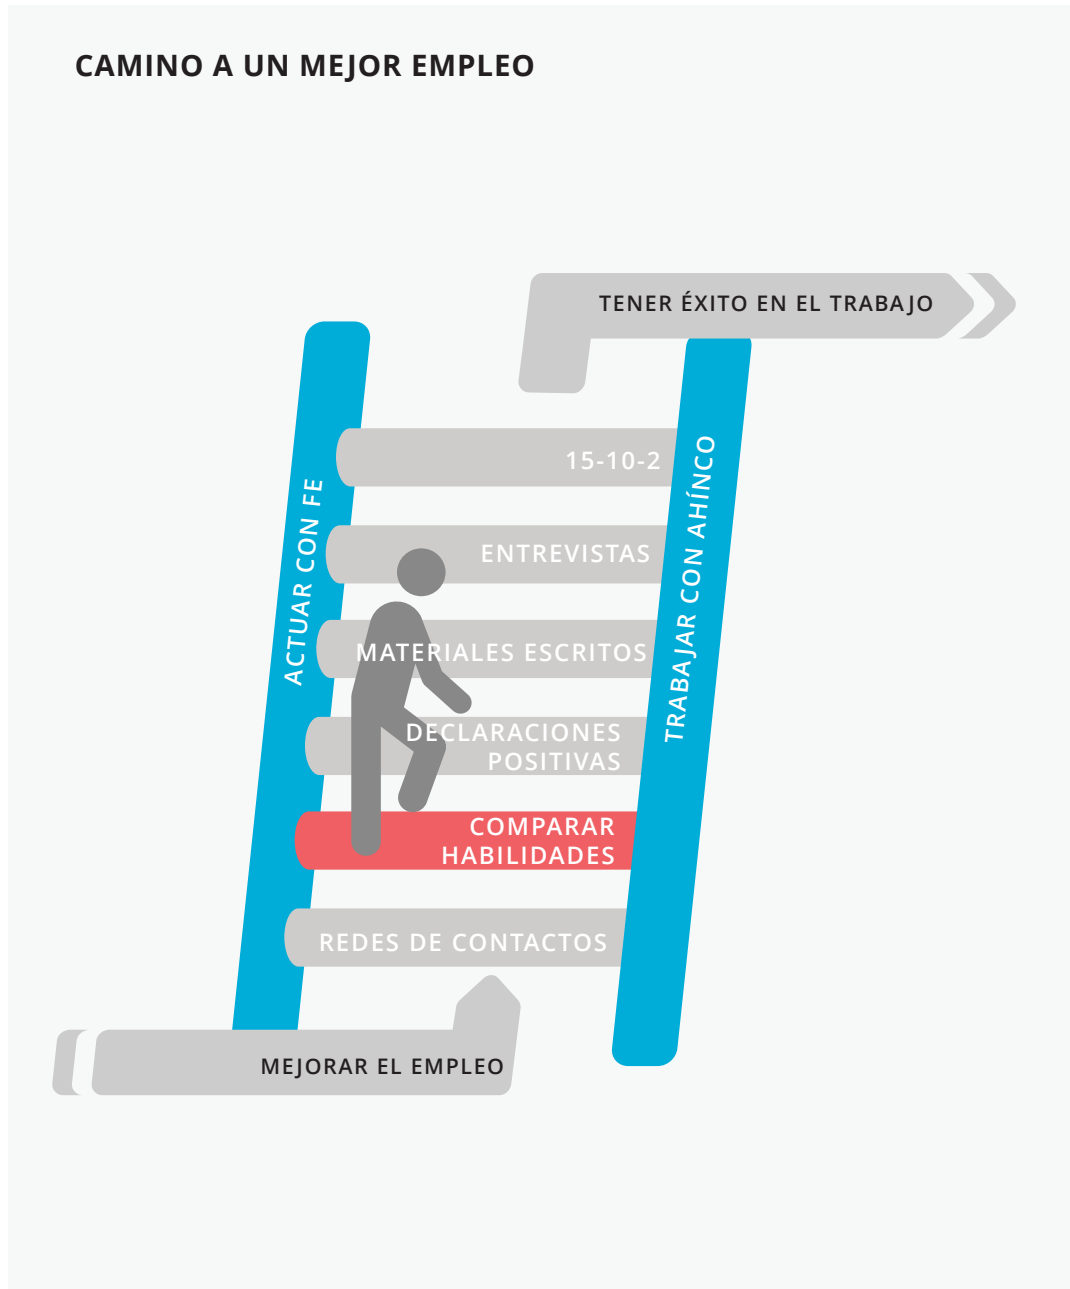 CAMINO A UN MEJOR EMPLEO
TENER ÉXITO EN EL TRABAJO
ACTUAR CON FE
TRABAJAR CON AHÍNCO
15-10-2
ENTREVISTAS
MATERIALES ESCRITOS
DECLARACIONES
POSITIVAS
COMPARAR
HABILIDADES
REDES DE CONTACTOS
MEJORAR EL EMPLEO